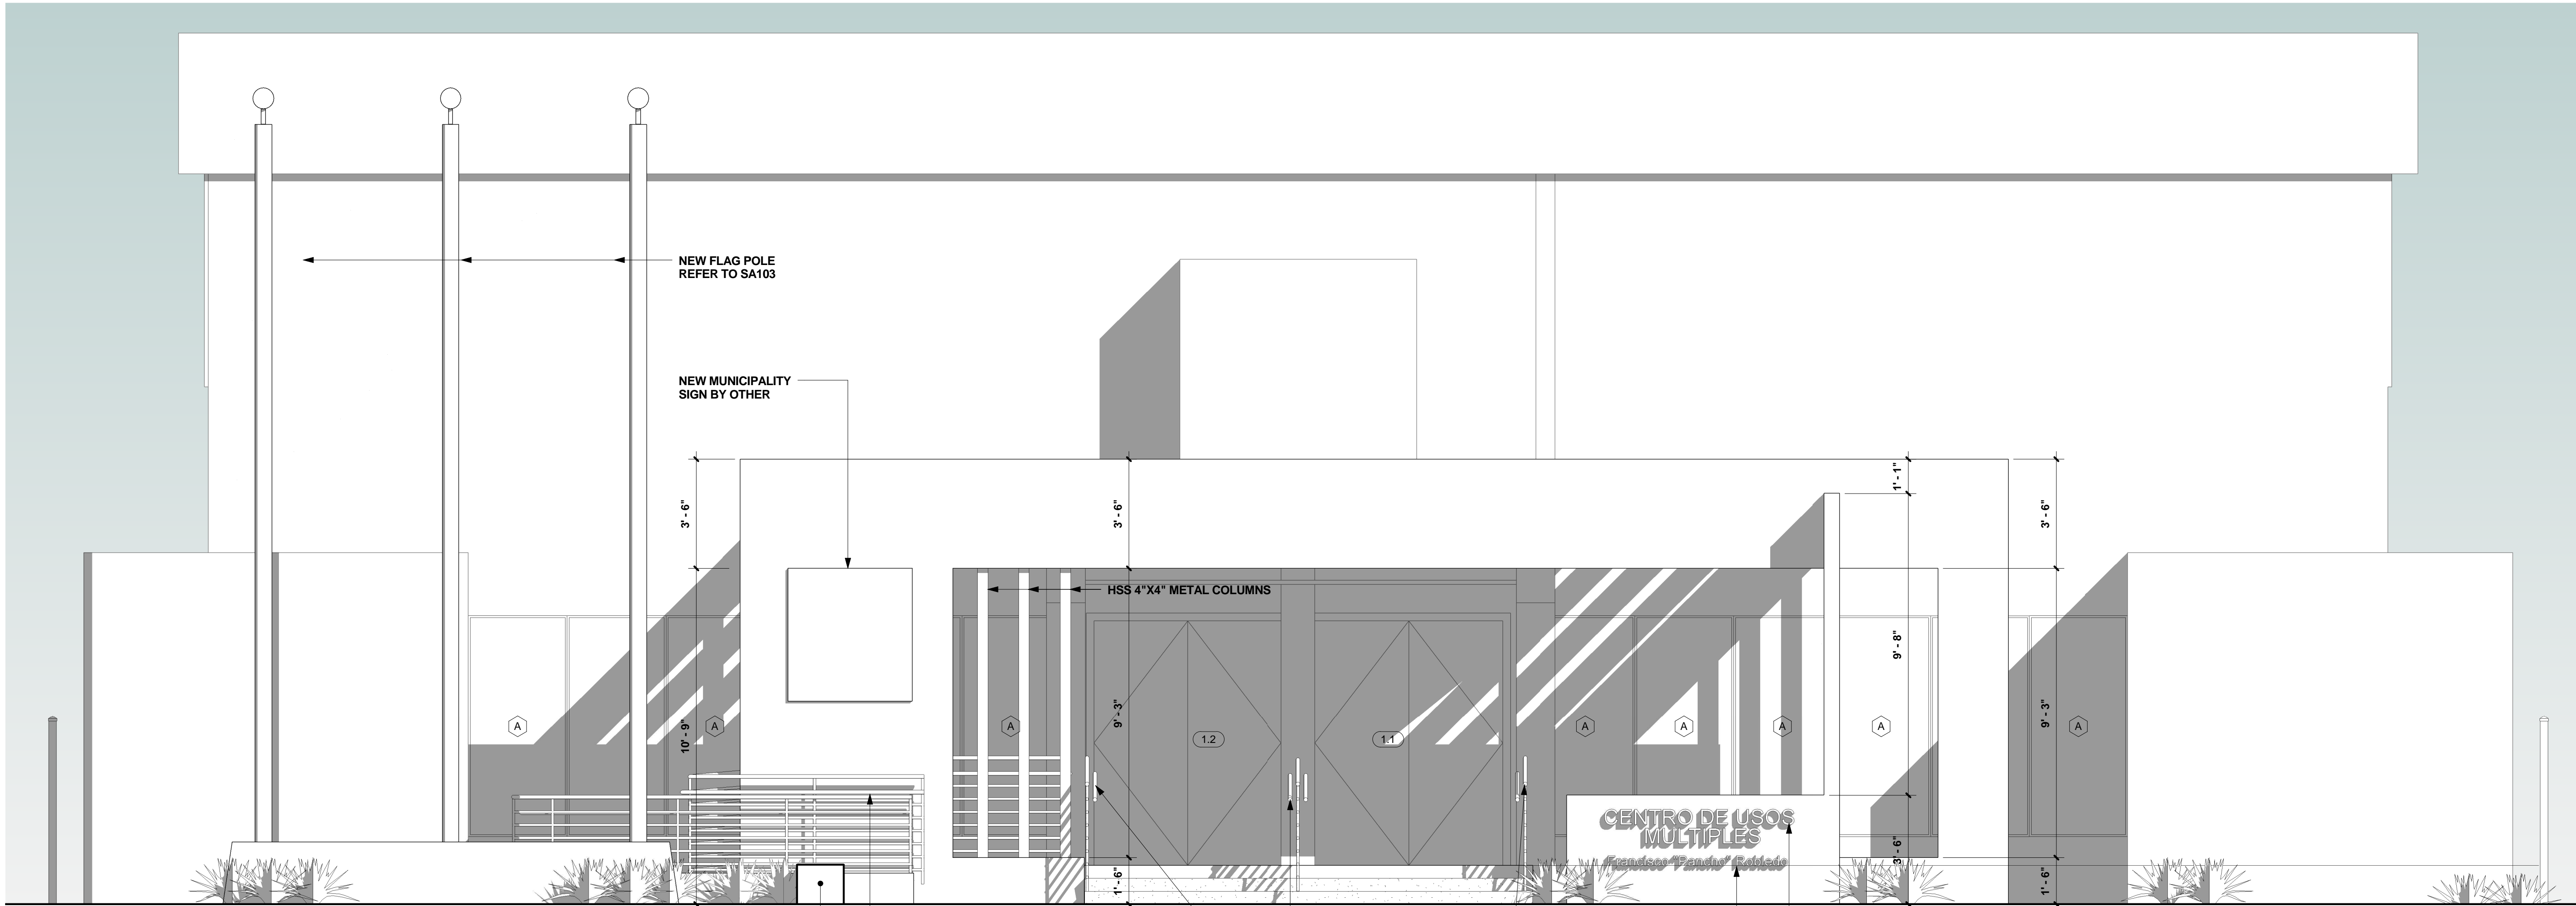 NEW FLAG POLE
REFER TO SA103
NEW MUNICIPALITY
SIGN BY OTHER
3' - 6"
3' - 6"
1' - 1"
3' - 6"
HSS 4"X4" METAL COLUMNS
9' - 8"
10' - 9"
9' - 3"
9' - 3"
A
A
A
1.2
1.1
A
A
A
A
A
CENTRO DE USOS
MULTIPLES
Francisco "Pancho" Robledo
3' - 6"
1' - 6"
1' - 6"